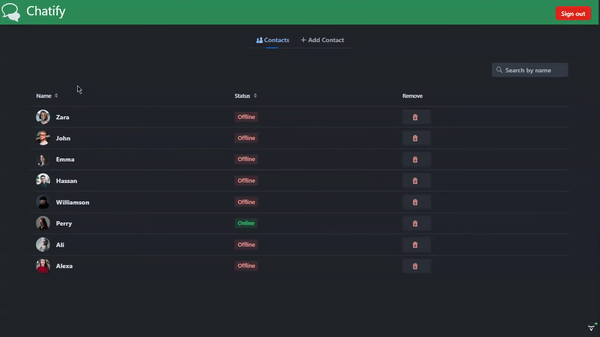 Chatify
Sign out
Contacts
Add Contact
Search by name
Name Status Remove
Zara Offline
John Offline
Emma Offline
Hassan Offline
Williamson Offline
Perry Online
Ali Offline
Alexa Offline